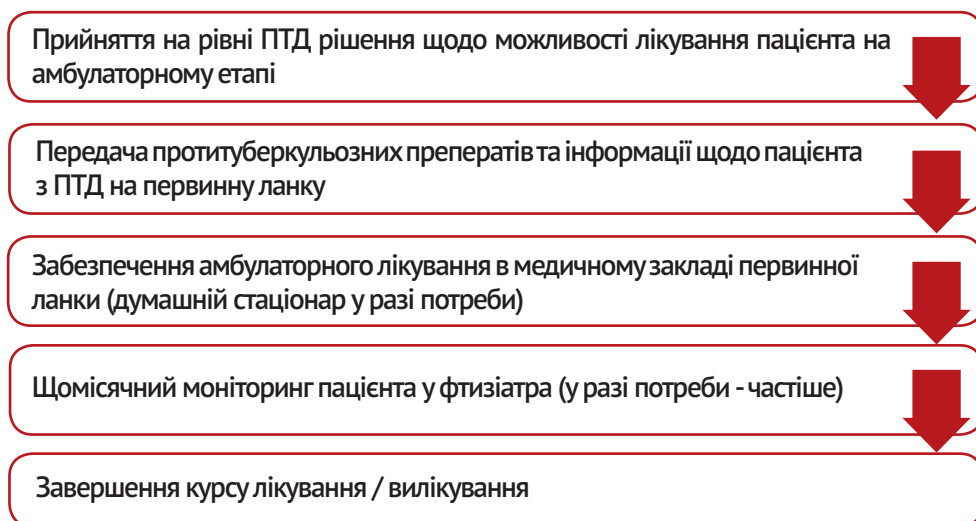 Прийняття на рівні ПТД рішення щодо можливості лікування пацієнта на
амбулаторному етапі
Передача протитуберкульозних преператів та інформації щодо пацієнта
з ПТД на первинну ланку
Забезпечення амбулаторного лікування в медичному закладі первинної
ланки (думашній стаціонар у разі потреби)
Щомісячний моніторинг пацієнта у фтизіатра (у разі потреби - частіше)
Завершення курсу лікування / вилікування